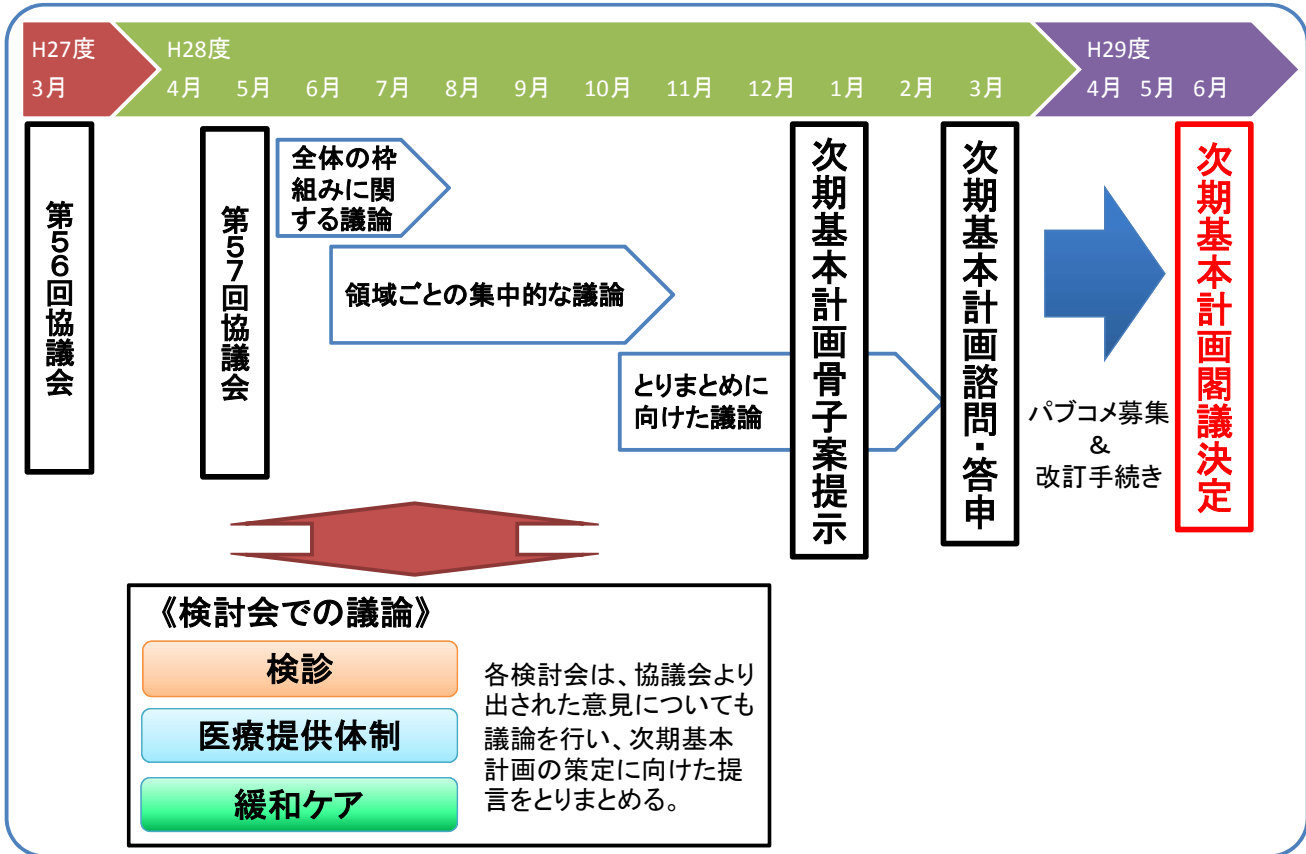 H27度
H28度
H29度
3月
4月 5月 6月 7月 8月 9月 10月 11月 12月 1月 2月 3月
4月 5月 6月
第56回協議会
第57回協議会
全体の枠
組みに関
する議論
領域ごとの集中的な議論
とりまとめに
向けた議論
次期基本計画骨子案提示
次期基本計画諮問・答申
パブコメ募集
&
改訂手続き
次期基本計画閣議決定
《検討会での議論》
検診
医療提供体制
緩和ケア
各検討会は、協議会より
出された意見についても
議論を行い、次期基本
計画の策定に向けた提
言をとりまとめる。